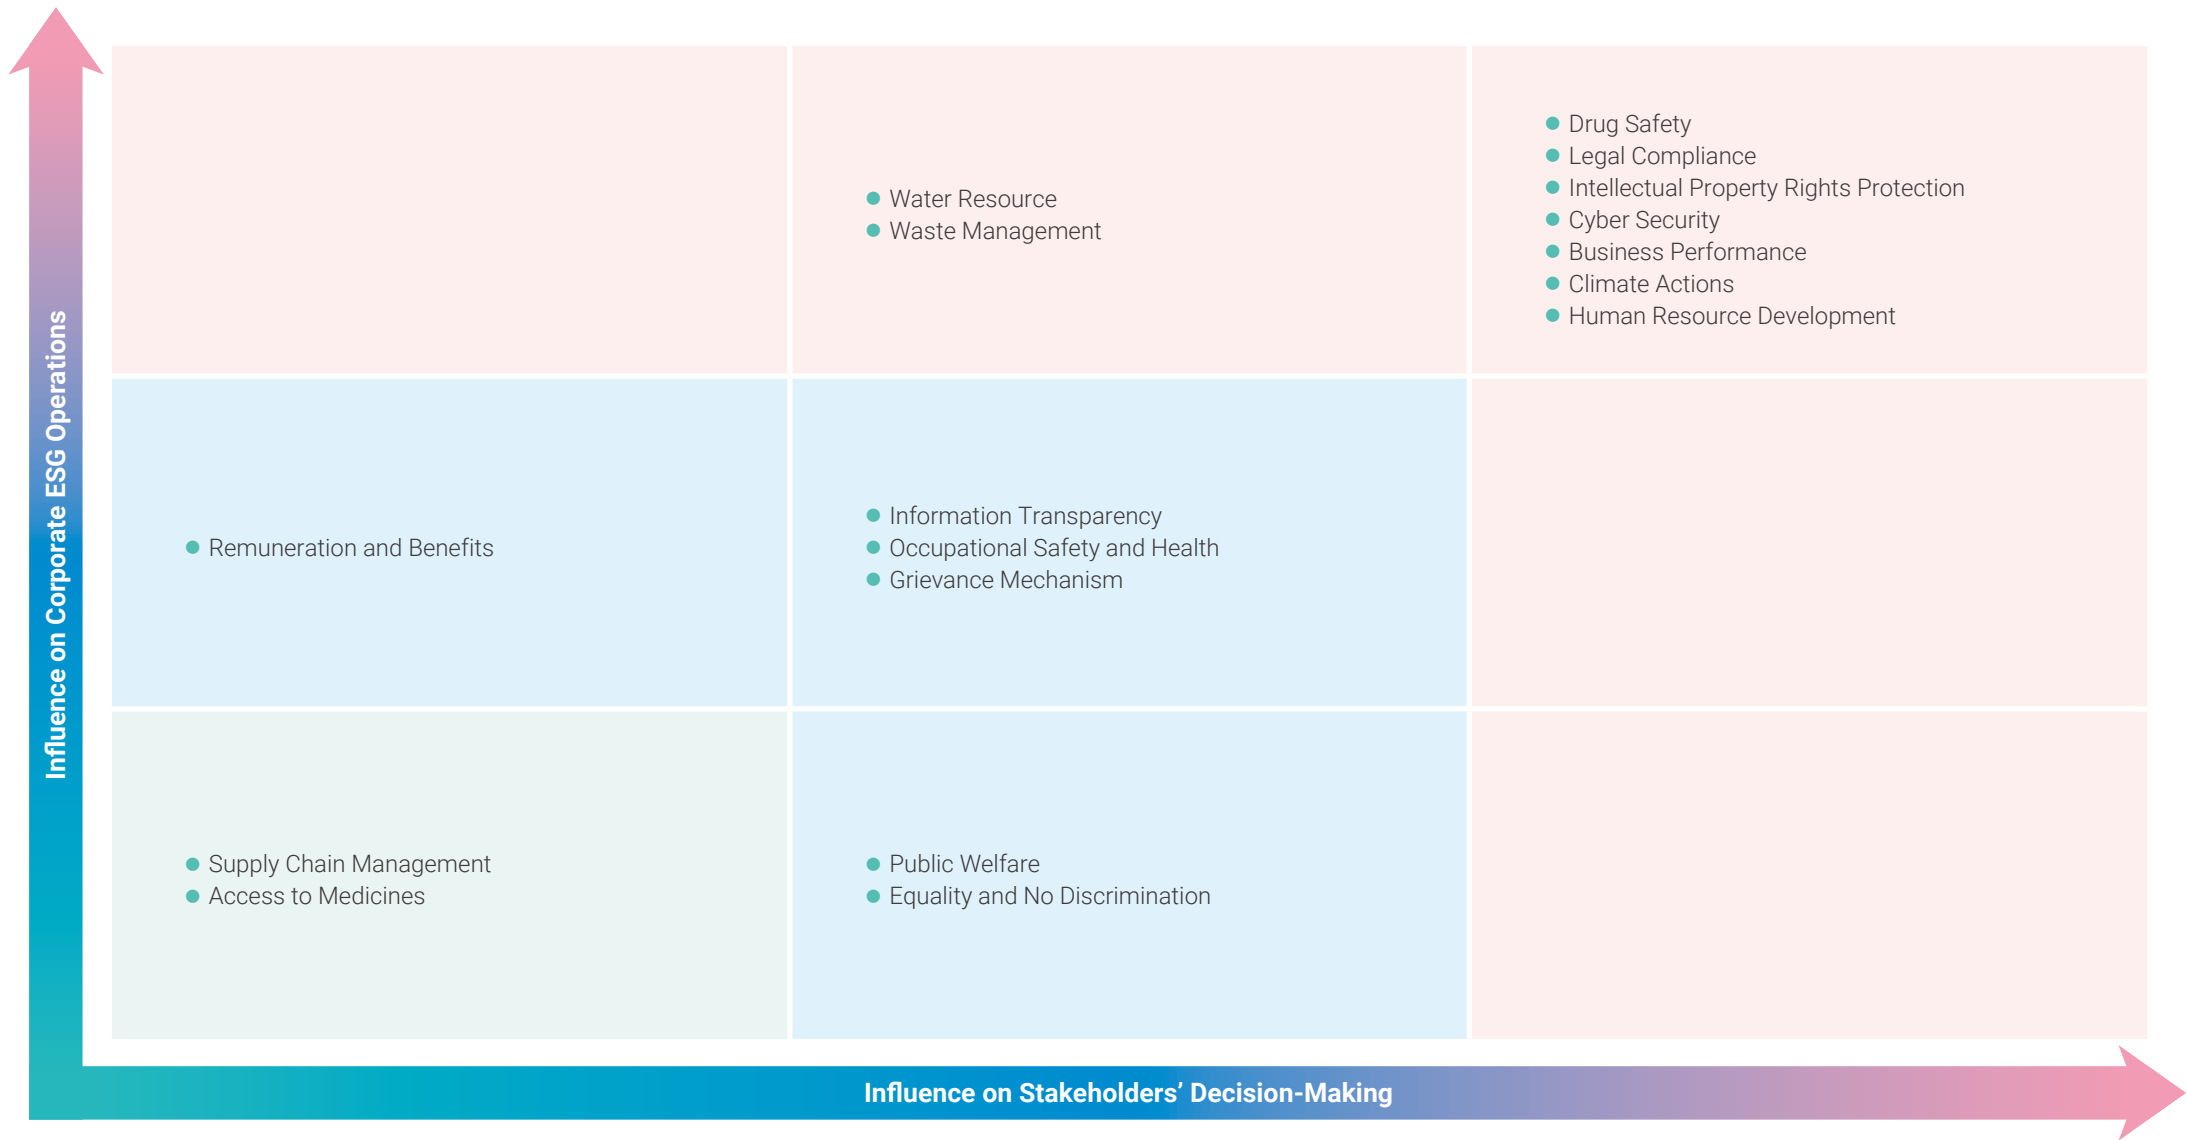 Influence on Corporate ESG Operations
Water Resource
Waste Management
Drug Safety
Legal Compliance
Intellectual Property Rights Protection
Cyber Security
Business Performance
Climate Actions
Human Resource Development
Remuneration and Benefits
Information Transparency
Occupational Safety and Health
Grievance Mechanism
Supply Chain Management
Access to Medicines
Public Welfare
Equality and No Discrimination
Influence on Stakeholders’ Decision-Making